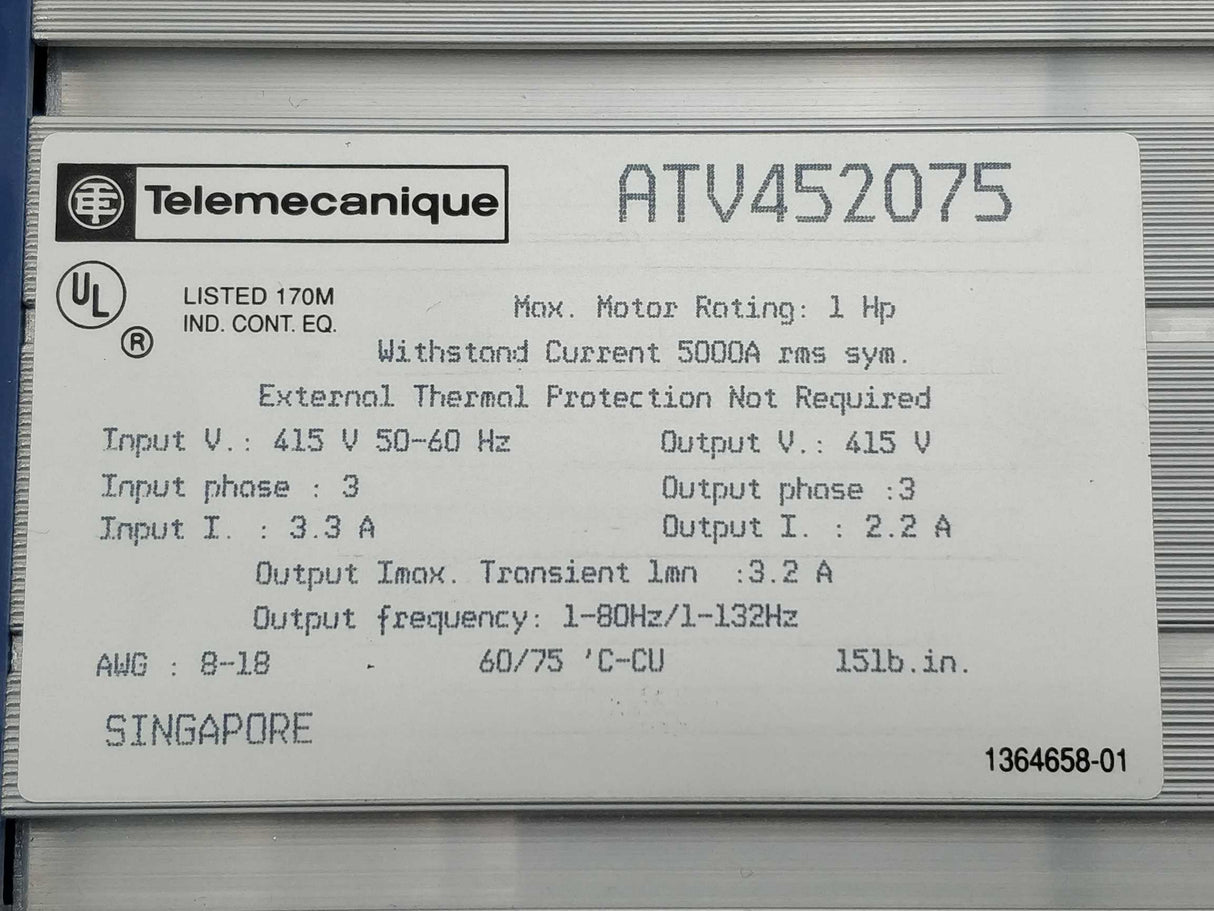 Telemecanique ATV452075
UL ® LISTED 170M
IND. CONT. EQ.
Max. Motor Rating: 1 Hp
Withstand Current 5000A rms sym.
External Thermal Protection Not Required
Input V.: 415 V 50-60 Hz Output V.: 415 V
Input phase : 3 Output phase :3
Input I. : 3.3 A Output I. : 2.2 A
Output Imax. Transient 1mn :3.2 A
Output frequency: 1-80Hz/1-132Hz
AWG : 8-18 - 60/75 'C-CU 15lb.in.
SINGAPORE
1364658-01